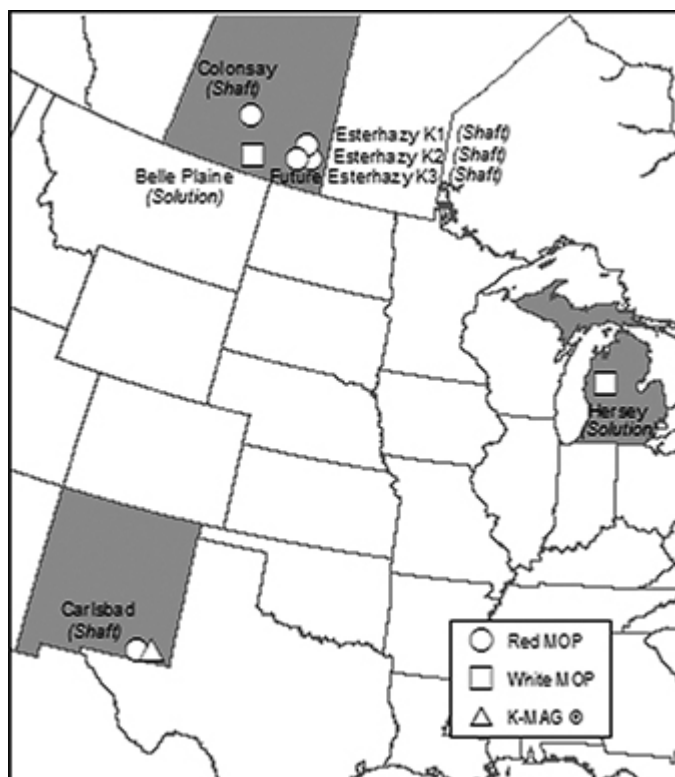 Colonsay
(Shaft)
Esterhazy K1 (Shaft)
Esterhazy K2 (Shaft)
Belle Plaine
Future Esterhazy K3 (Shaft)
(Solution)
Hersey
(Solution)
Carlsbad
(Shaft)
Red MOP
White MOP
K-MAG ®